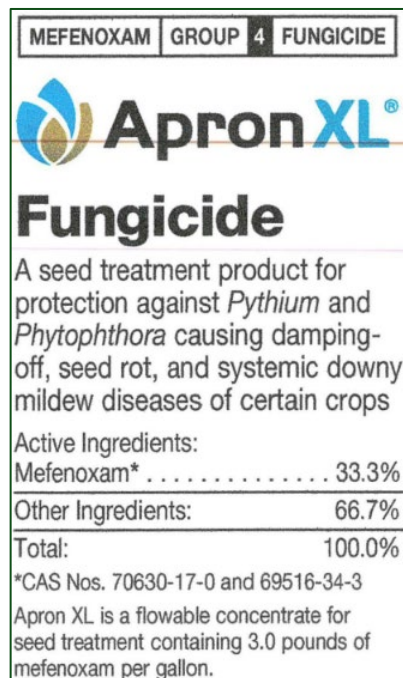 MEFENOXAM GROUP 4 FUNGICIDE
Apron XL®
Fungicide
A seed treatment product for
protection against Pythium and
Phytophthora causing damping-
off, seed rot, and systemic downy
mildew diseases of certain crops
Active Ingredients:
Mefenoxam* . . . . . . . . . . . . . . . 33.3%
Other Ingredients: 66.7%
Total: 100.0%
*CAS Nos. 70630-17-0 and 69516-34-3
Apron XL is a flowable concentrate for
seed treatment containing 3.0 pounds of
mefenoxam per gallon.